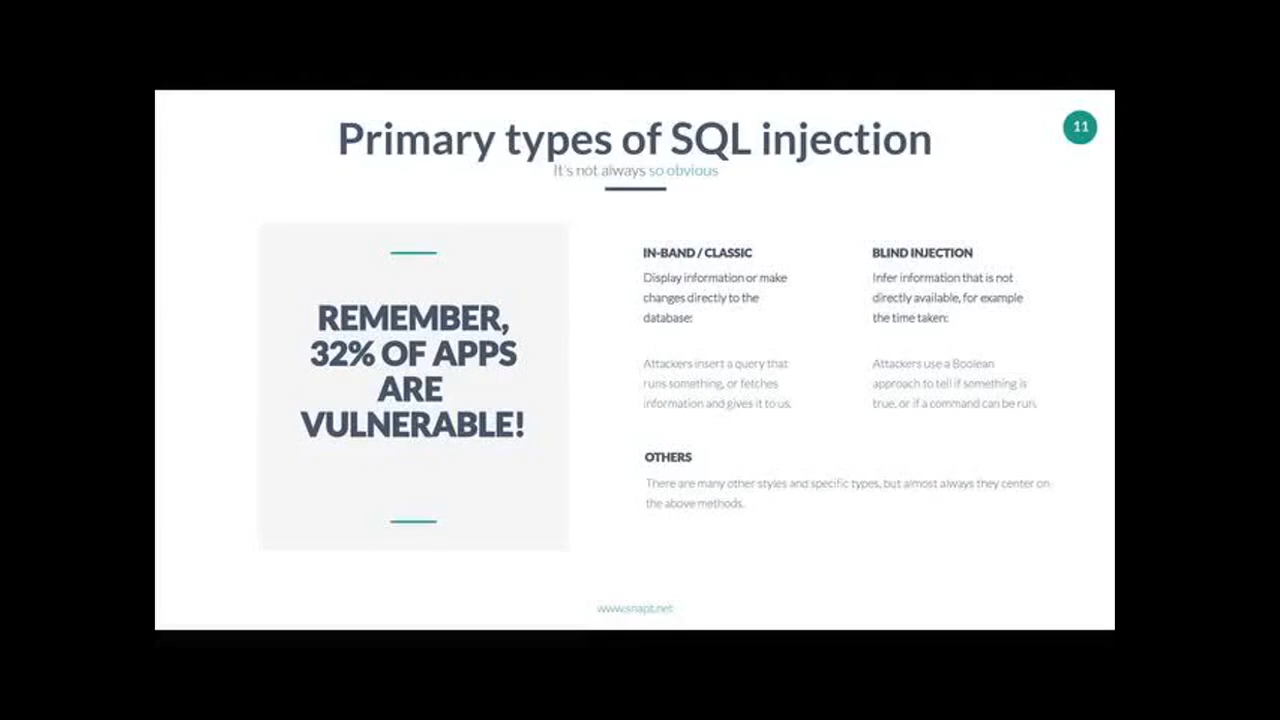 Primary types of SQL injection
11
It's not always so obvious
REMEMBER,
32% OF APPS
ARE
VULNERABLE!
IN-BAND / CLASSIC
Display information or make
changes directly to the
database:
Attackers insert a query that
runs something, or fetches
information and gives it to us.
BLIND INJECTION
Infer information that is not
directly available, for example
the time taken:
Attackers use a Boolean
approach to tell if something is
true, or if a command can be run.
OTHERS
There are many other styles and specific types, but almost always they center on
the above methods.
www.snapt.net